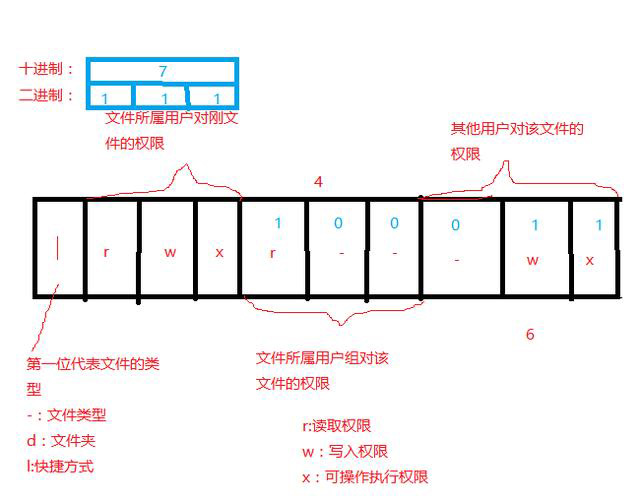 十进制： 7
二进制： 1 1 1
文件所属用户对刚文
件的权限
其他用户对该文件的
权限
4
1 0 0 0 1 1
| r w x r - - - w x
6
第一位代表文件的类
型
-：文件类型
d：文件夹
l:快捷方式
文件所属用户组对该
文件的权限
r:读取权限
w：写入权限
x：可操作执行权限